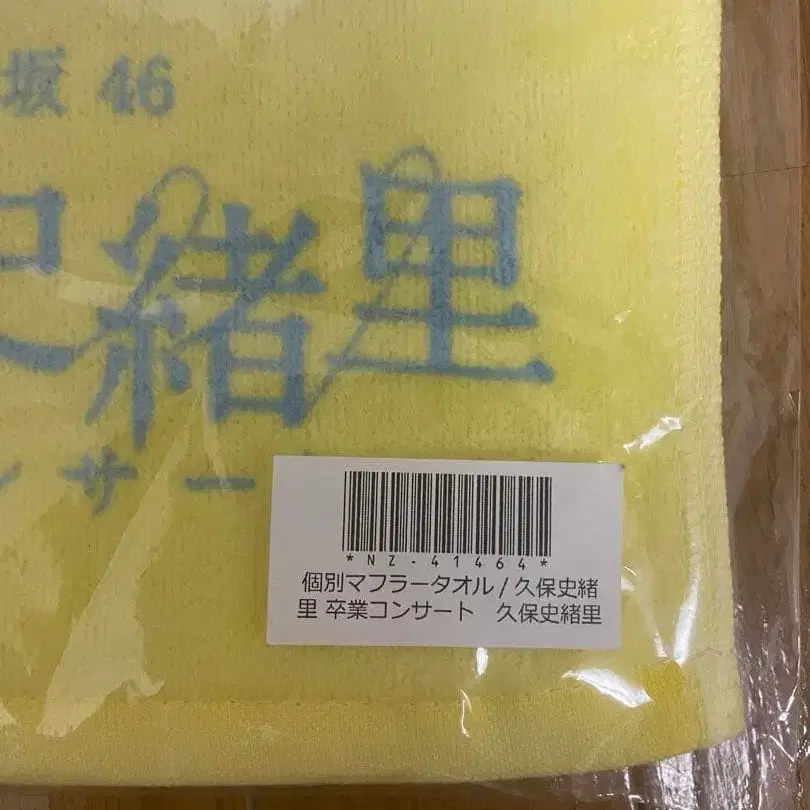 坂 46
緒里
ンサー
*NZ-41464*
個別マフラータオル / 久保史緒
里 卒業コンサート　久保史緒里